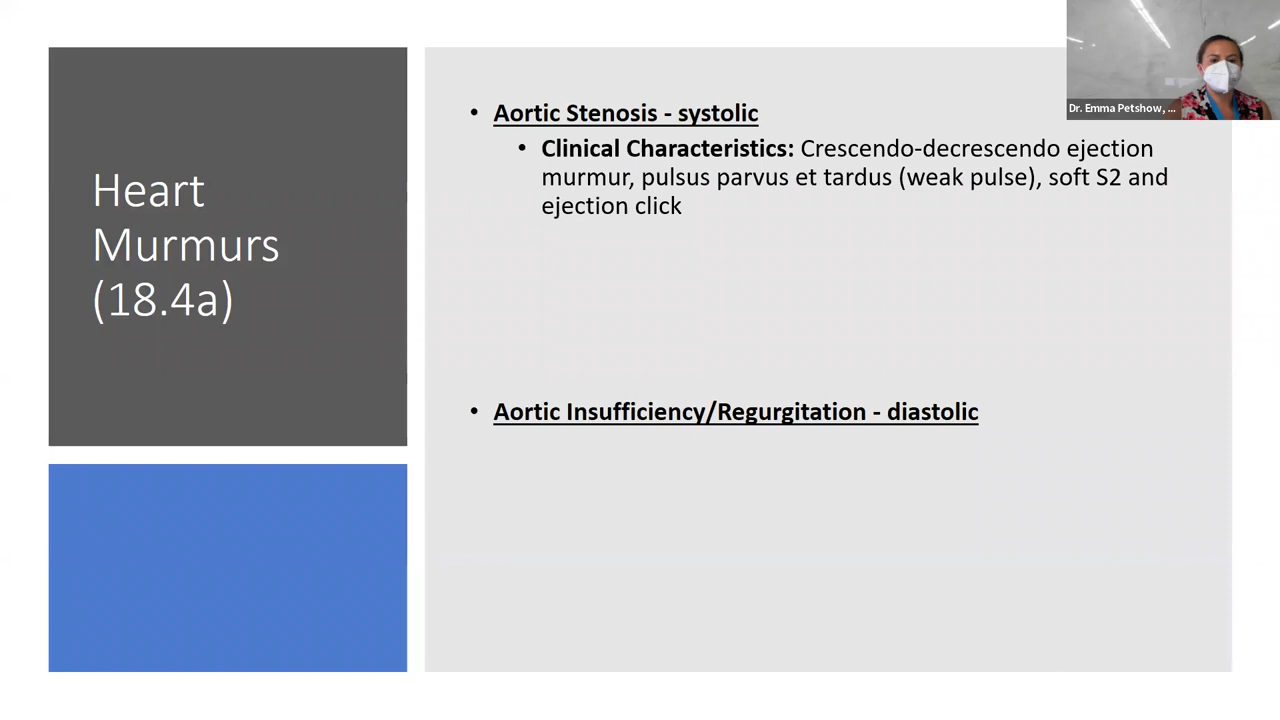 Heart
Murmurs
(18.4a)
• Aortic Stenosis - systolic
• Clinical Characteristics: Crescendo-decrescendo ejection
murmur, pulsus parvus et tardus (weak pulse), soft S2 and
ejection click
• Aortic Insufficiency/Regurgitation - diastolic
Dr. Emma Petshow, ...